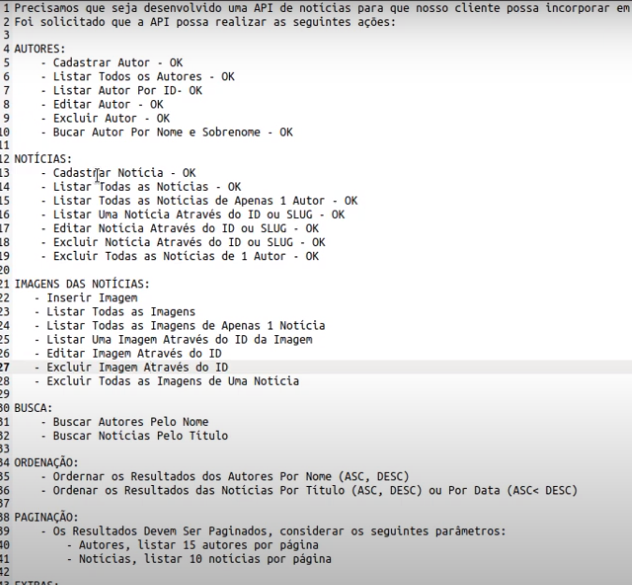 1 Precisamos que seja desenvolvido uma API de notícias para que nosso cliente possa incorporar em
2 Foi solicitado que a API possa realizar as seguintes ações:
3
4 AUTORES:
5 - Cadastrar Autor - OK
6 - Listar Todos os Autores - OK
7 - Listar Autor Por ID- OK
8 - Editar Autor - OK
9 - Excluir Autor - OK
10 - Bucar Autor Por Nome e Sobrenome - OK
11
12 NOTÍCIAS:
13 - Cadastrar Notícia - OK
14 - Listar Todas as Notícias - OK
15 - Listar Todas as Notícias de Apenas 1 Autor - OK
16 - Listar Uma Notícia Através do ID ou SLUG - OK
17 - Editar Notícia Através do ID ou SLUG - OK
18 - Excluir Notícia Através do ID ou SLUG - OK
19 - Excluir Todas as Notícias de 1 Autor - OK
20
21 IMAGENS DAS NOTÍCIAS:
22 - Inserir Imagem
23 - Listar Todas as Imagens
24 - Listar Todas as Imagens de Apenas 1 Notícia
25 - Listar Uma Imagem Através do ID da Imagem
26 - Editar Imagem Através do ID
27 - Excluir Imagem Através do ID
28 - Excluir Todas as Imagens de Uma Notícia
29
30 BUSCA:
31 - Buscar Autores Pelo Nome
32 - Buscar Notícias Pelo Título
33
34 ORDENAÇÃO:
35 - Ordernar os Resultados dos Autores Por Nome (ASC, DESC)
36 - Ordenar os Resultados das Notícias Por Título (ASC, DESC) ou Por Data (ASC< DESC)
37
38 PAGINAÇÃO:
39 - Os Resultados Devem Ser Paginados, considerar os seguintes parâmetros:
40 - Autores, listar 15 autores por página
41 - Notícias, listar 10 notícias por página
42
43 EXTRAS: